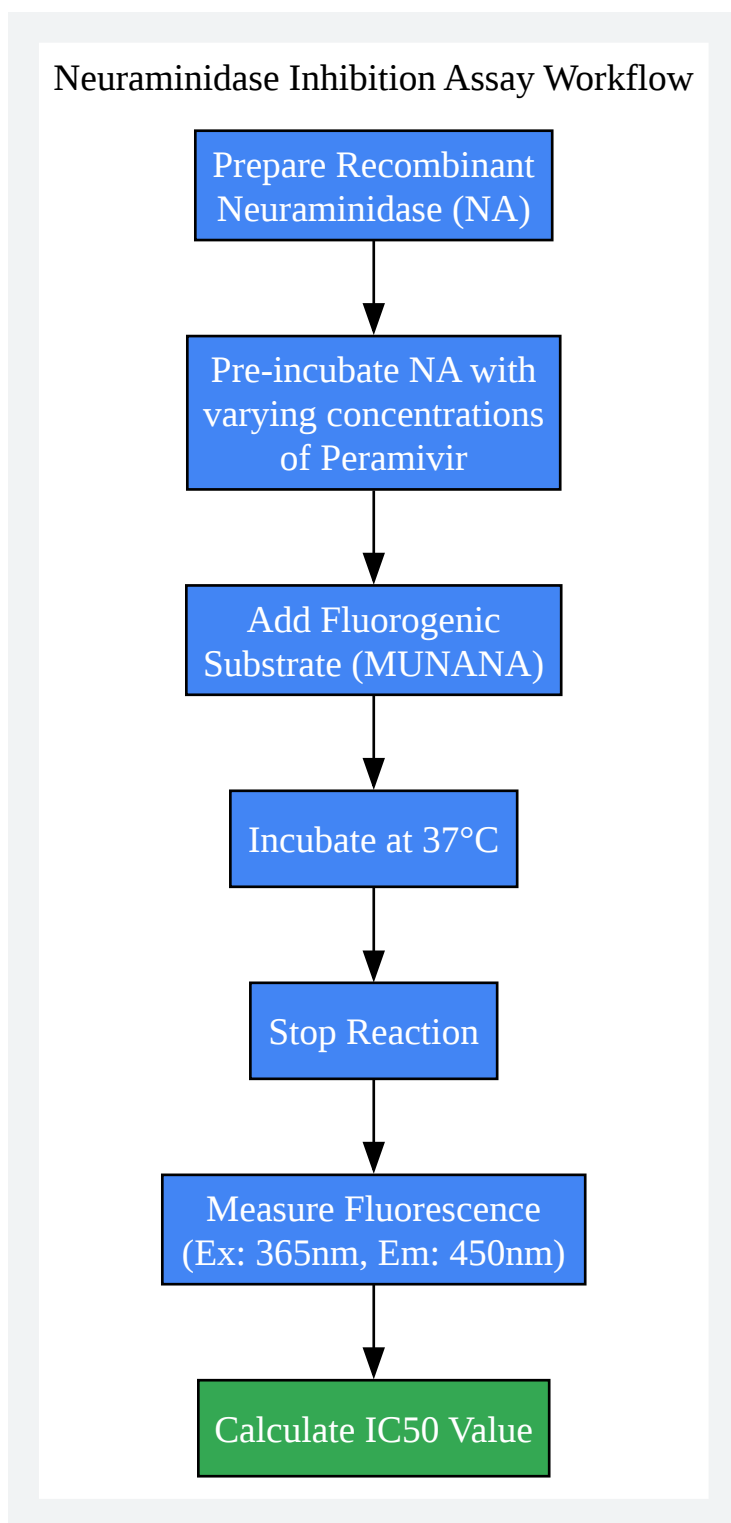 Neuraminidase Inhibition Assay Workflow
Prepare Recombinant
Neuraminidase (NA)
Pre-incubate NA with
varying concentrations
of Peramivir
Add Fluorogenic
Substrate (MUNANA)
Incubate at 37°C
Stop Reaction
Measure Fluorescence
(Ex: 365nm, Em: 450nm)
Calculate IC50 Value